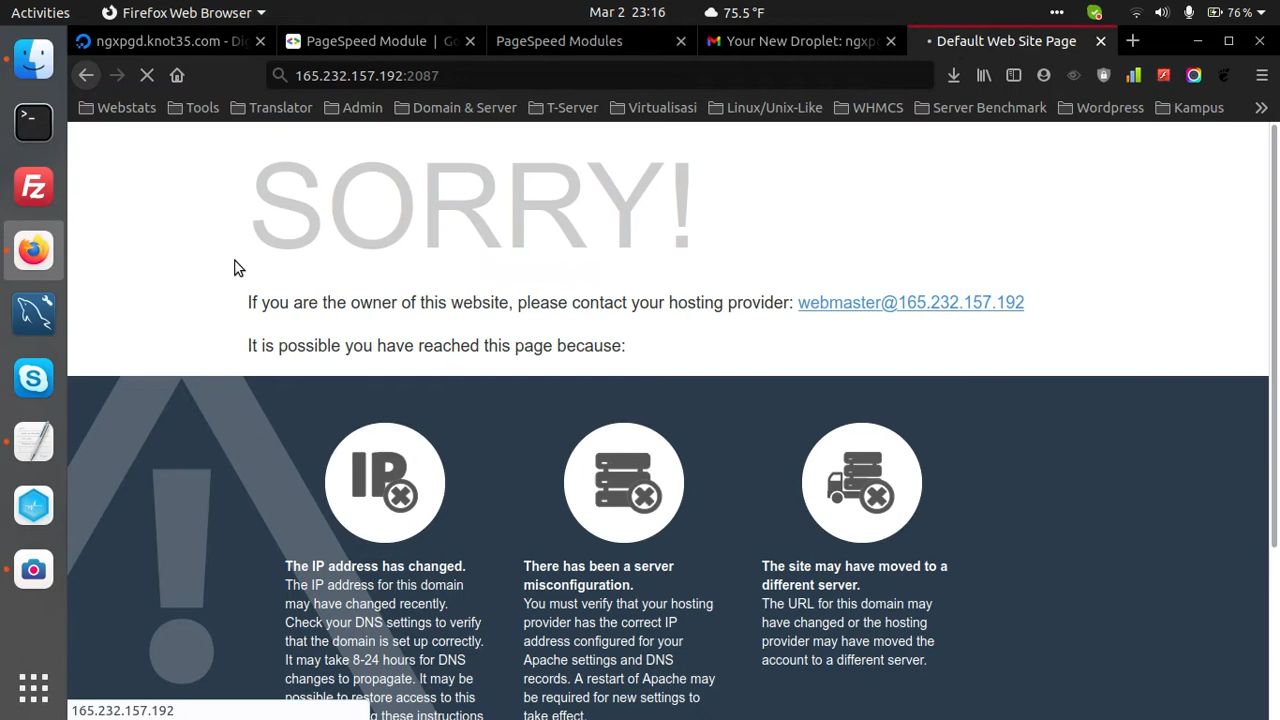 Activities
Firefox Web Browser
Mar 2 23:16
75.5 °F
76 %
ngxpgd.knot35.com - Di
PageSpeed Module | Go
PageSpeed Modules
Your New Droplet: ngxp
Default Web Site Page
165.232.157.192:2087
Webstats
Tools
Translator
Admin
Domain & Server
T-Server
Virtualisasi
Linux/Unix-Like
WHMCS
Server Benchmark
Wordpress
Kampus
SORRY!
If you are the owner of this website, please contact your hosting provider: webmaster@165.232.157.192
It is possible you have reached this page because:
IP
The IP address has changed.
The IP address for this domain
may have changed recently.
Check your DNS settings to verify
that the domain is set up correctly.
It may take 8-24 hours for DNS
changes to propagate. It may be
possible to restore access to this
ng these instructions
There has been a server
misconfiguration.
You must verify that your hosting
provider has the correct IP
address configured for your
Apache settings and DNS
records. A restart of Apache may
be required for new settings to
take effect.
The site may have moved to a
different server.
The URL for this domain may
have changed or the hosting
provider may have moved the
account to a different server.
165.232.157.192